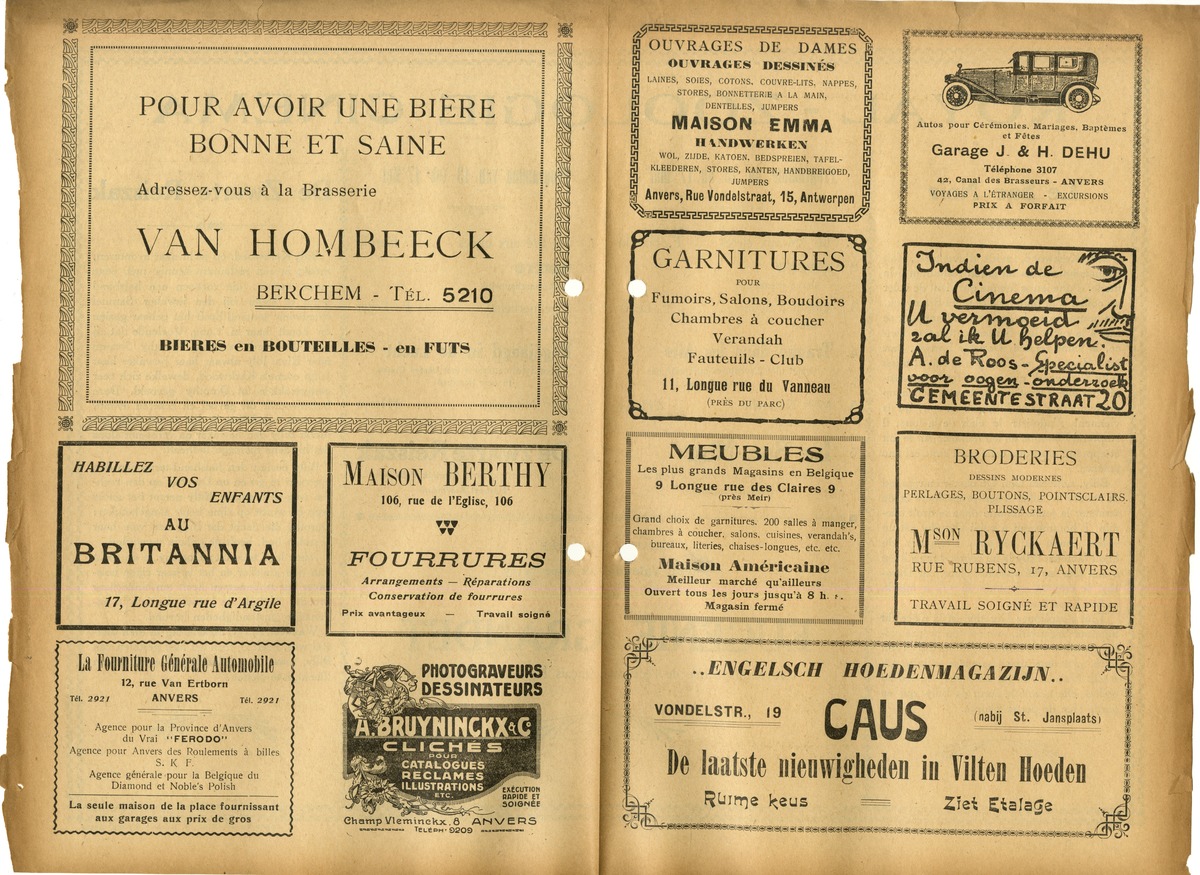 POUR AVOIR UNE BIÈRE
BONNE ET SAINE
Adressez-vous à la Brasserie
VAN HOMBEECK
BERCHEM - TÉL. 5210
BIERES en BOUTEILLES - en FUTS
HABILLEZ
VOS
ENFANTS
AU
BRITANNIA
17, Longue rue d'Argile
MAISON BERTHY
106, rue de l'Eglise, 106
FOURRURES
Arrangements — Réparations
Conservation de fourrures
Prix avantageux — Travail soigné
La Fourniture Générale Automobile
12, rue Van Ertborn
Tél. 2921 ANVERS Tél. 2921
Agence pour la Province d'Anvers
du Vrai "FERODO"
Agence pour Anvers des Roulements à billes
S. K. F.
Agence générale pour la Belgique du
Diamond et Noble's Polish
La seule maison de la place fournissant
aux garages aux prix de gros
PHOTOGRAVEURS
DESSINATEURS
A. BRUYNINCKX & C°
CLICHÉS
POUR
CATALOGUES
RECLAMES
ILLUSTRATIONS
ETC.
EXÉCUTION
RAPIDE ET
SOIGNÉE
Champ Vleminckx, 8 ANVERS
TELEPH· 9209
OUVRAGES DE DAMES
OUVRAGES DESSINÉS
LAINES, SOIES, COTONS, COUVRE-LITS, NAPPES,
STORES, BONNETTERIE A LA MAIN,
DENTELLES, JUMPERS
MAISON EMMA
HANDWERKEN
WOL, ZIJDE, KATOEN, BEDSPREIEN, TAFEL-
KLEEDEREN, STORES, KANTEN, HANDBREIGOED,
JUMPERS
Anvers, Rue Vondelstraat, 15, Antwerpen
Autos pour Cérémonies, Mariages, Baptèmes
et Fêtes
Garage J. & H. DEHU
Téléphone 3107
42, Canal des Brasseurs - ANVERS
VOYAGES A L'ÉTRANGER - EXCURSIONS
PRIX A FORFAIT
GARNITURES
POUR
Fumoirs, Salons, Boudoirs
Chambres à coucher
Verandah
Fauteuils - Club
11, Longue rue du Vanneau
(PRÈS DU PARC)
Indien de
Cinema
U vermoeid
zal ik U helpen.
A. de Roos - Specialist
voor oogen-onderzoek
GEMEENTESTRAAT 20
MEUBLES
Les plus grands Magasins en Belgique
9 Longue rue des Claires 9
(près Meir)
Grand choix de garnitures. 200 salles à manger,
chambres à coucher, salons, cuisines, verandah's,
bureaux, literies, chaises-longues, etc. etc.
Maison Américaine
Meilleur marché qu'ailleurs
Ouvert tous les jours jusqu'à 8 h.
Magasin fermé
BRODERIES
DESSINS MODERNES
PERLAGES, BOUTONS, POINTSCLAIRS.
PLISSAGE
MSON RYCKAERT
RUE RUBENS, 17, ANVERS
TRAVAIL SOIGNÉ ET RAPIDE
..ENGELSCH HOEDENMAGAZIJN..
VONDELSTR., 19 CAUS (nabij St. Jansplaats)
De laatste nieuwigheden in Vilten Hoeden
Ruime keus Ziet Etalage